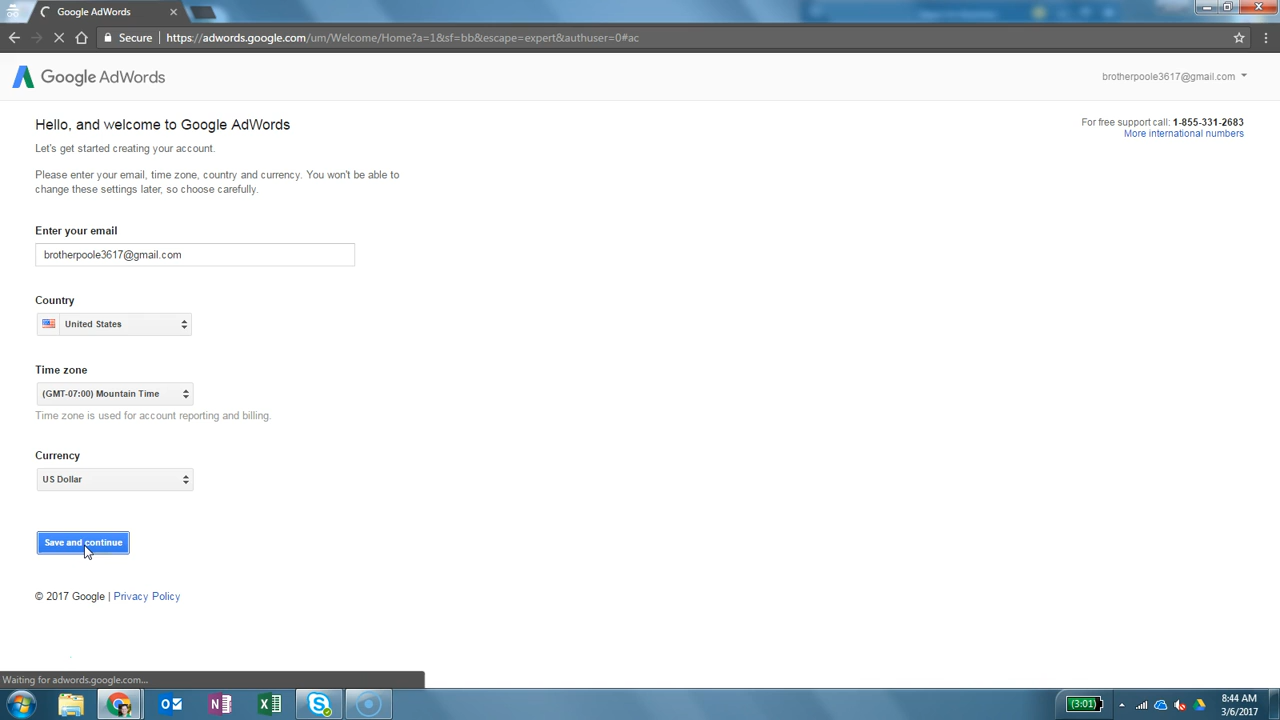 Google AdWords
Secure https://adwords.google.com/um/Welcome/Home?a=1&sf=bb&escape=expert&authuser=0#ac
Google AdWords
brotherpoole3617@gmail.com
Hello, and welcome to Google AdWords
For free support call: 1-855-331-2683
More international numbers
Let's get started creating your account.
Please enter your email, time zone, country and currency. You won't be able to
change these settings later, so choose carefully.
Enter your email
brotherpoole3617@gmail.com
Country
United States
Time zone
(GMT-07:00) Mountain Time
Time zone is used for account reporting and billing.
Currency
US Dollar
Save and continue
© 2017 Google | Privacy Policy
Waiting for adwords.google.com...
(3:01)
8:44 AM
3/6/2017